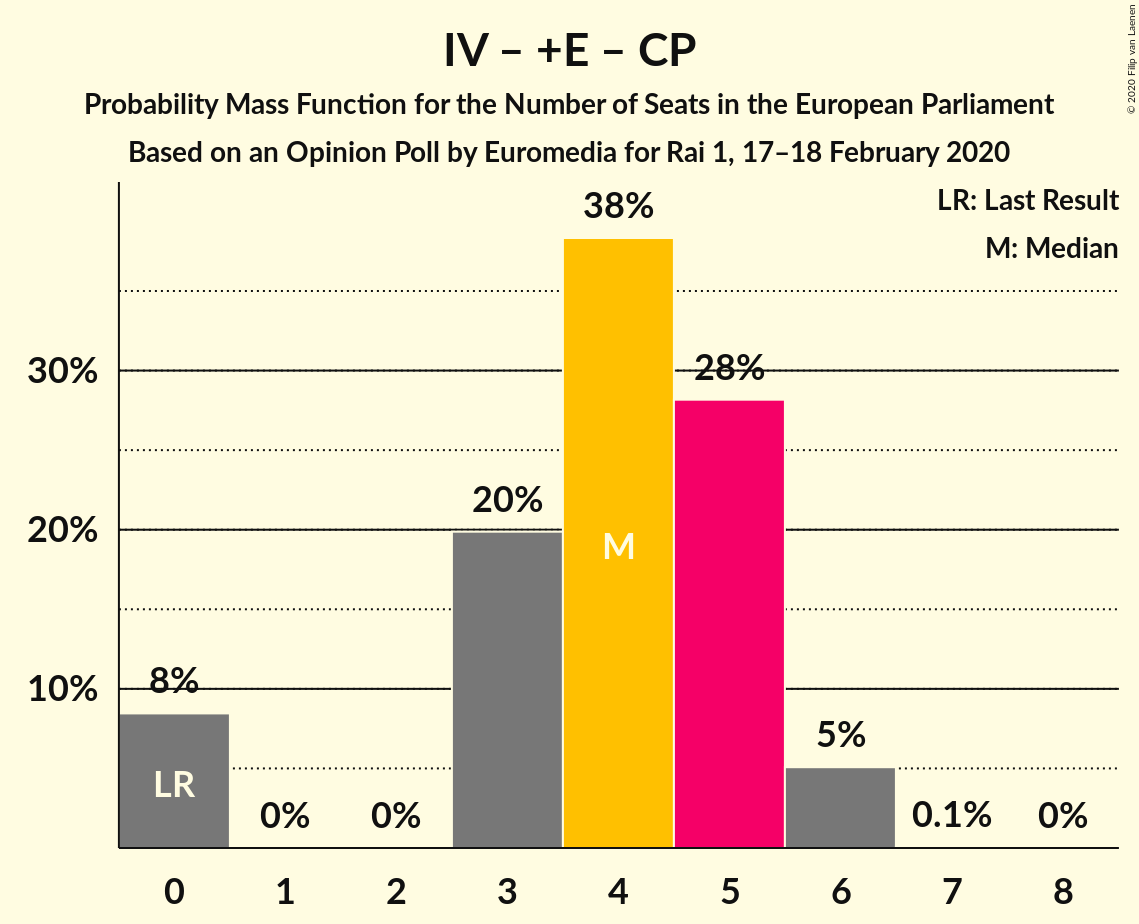 IV – +E – CP
Probability Mass Function for the Number of Seats in the European Parliament
Based on an Opinion Poll by Euromedia for Rai 1, 17–18 February 2020
© 2020 Filip van Laenen
LR: Last Result
M: Median
38%
30%
28%
20%
20%
M
10%
8%
LR
0%
0%
5%
0.1%
0%
0 1 2 3 4 5 6 7 8